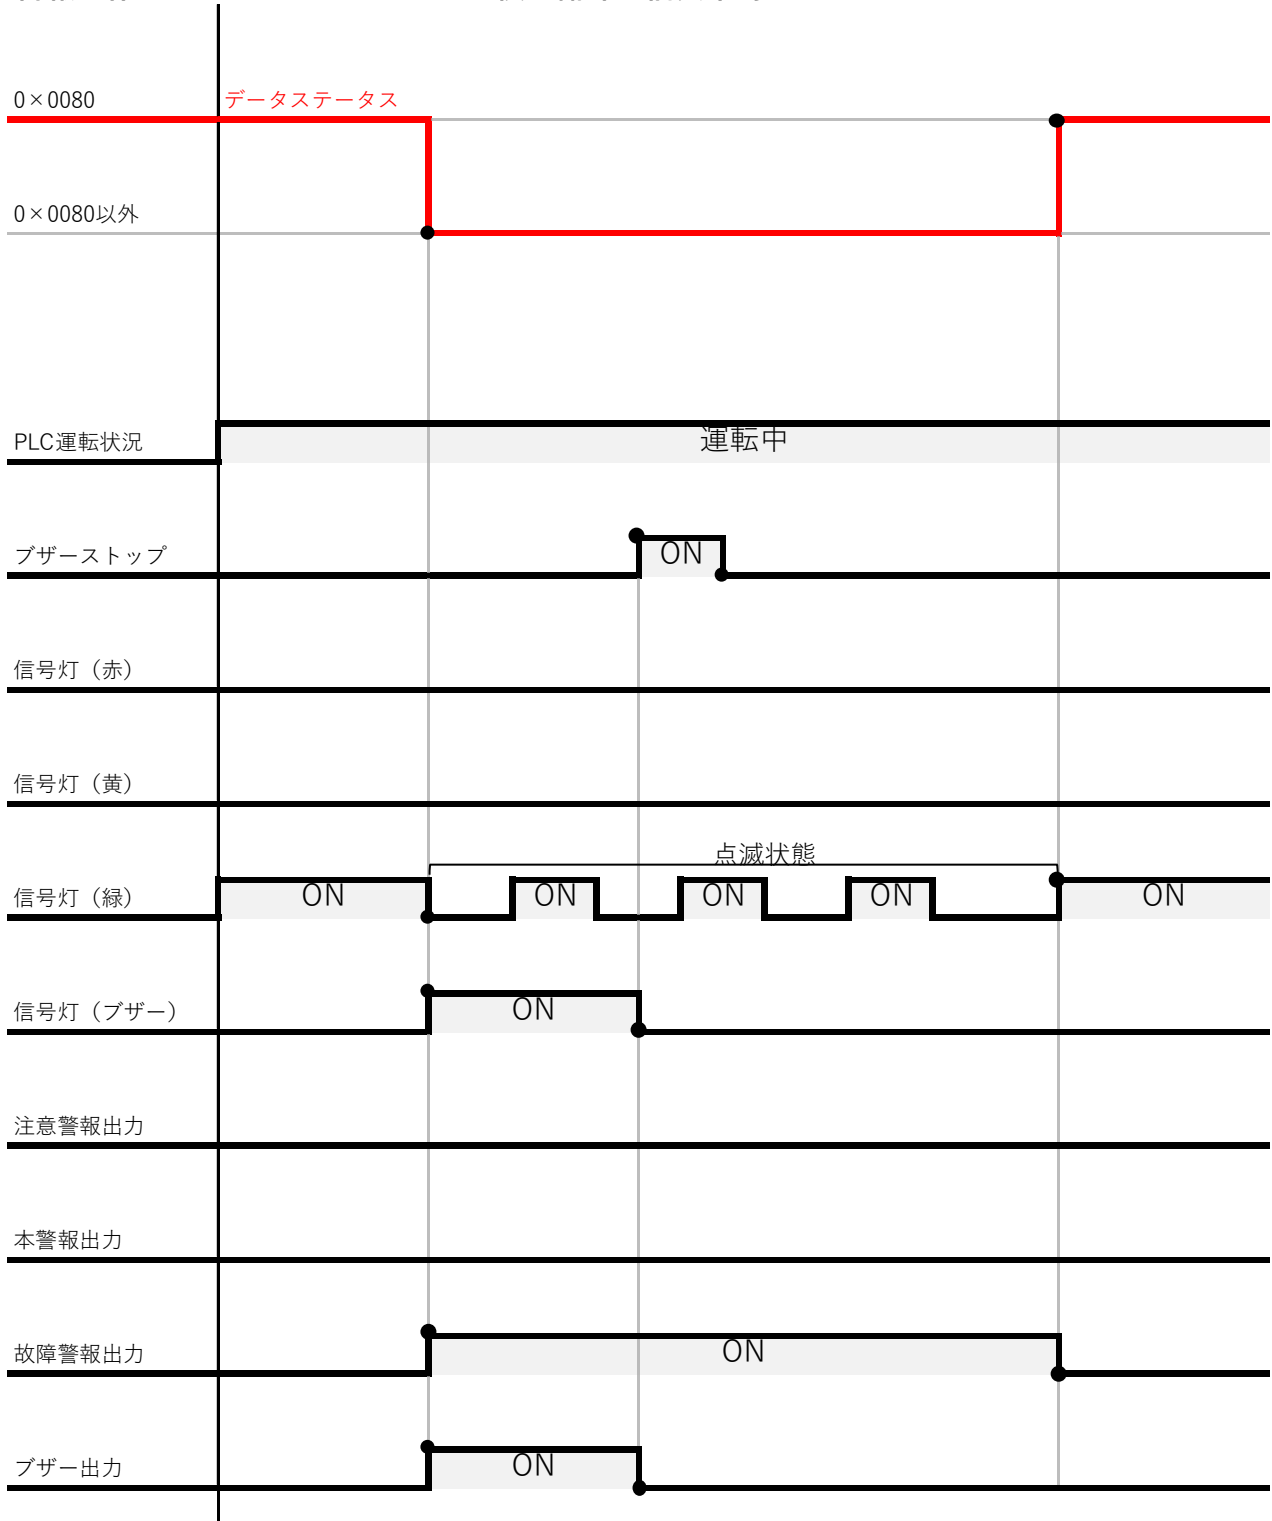 0×0080
データステータス
0×0080以外
PLC運転状況
運転中
ブザーストップ
ON
信号灯（赤）
信号灯（黄）
点滅状態
信号灯（緑）
ON
ON
ON
ON
ON
信号灯（ブザー）
ON
注意警報出力
本警報出力
故障警報出力
ON
ブザー出力
ON